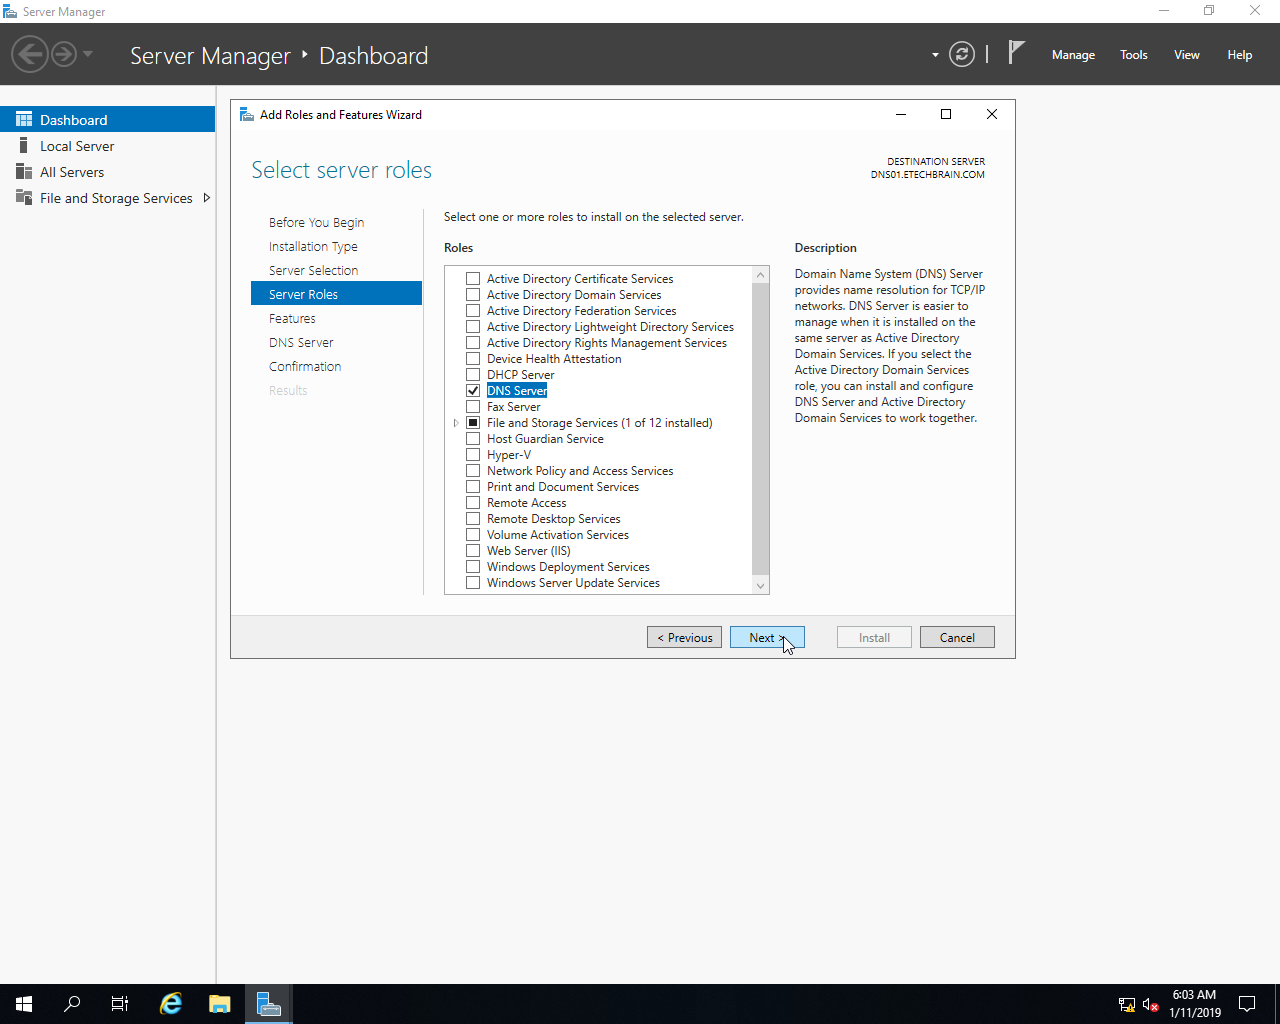 Server Manager
Server Manager Dashboard
Manage Tools View Help
Dashboard
Local Server
All Servers
File and Storage Services
Add Roles and Features Wizard
Select server roles
DESTINATION SERVER
DNS01.ETECHBRAIN.COM
Before You Begin
Installation Type
Server Selection
Server Roles
Features
DNS Server
Confirmation
Results
Select one or more roles to install on the selected server.
Roles
Active Directory Certificate Services
Active Directory Domain Services
Active Directory Federation Services
Active Directory Lightweight Directory Services
Active Directory Rights Management Services
Device Health Attestation
DHCP Server
DNS Server
Fax Server
File and Storage Services (1 of 12 installed)
Host Guardian Service
Hyper-V
Network Policy and Access Services
Print and Document Services
Remote Access
Remote Desktop Services
Volume Activation Services
Web Server (IIS)
Windows Deployment Services
Windows Server Update Services
Description
Domain Name System (DNS) Server
provides name resolution for TCP/IP
networks. DNS Server is easier to
manage when it is installed on the
same server as Active Directory
Domain Services. If you select the
Active Directory Domain Services
role, you can install and configure
DNS Server and Active Directory
Domain Services to work together.
< Previous Next > Install Cancel
6:03 AM
1/11/2019